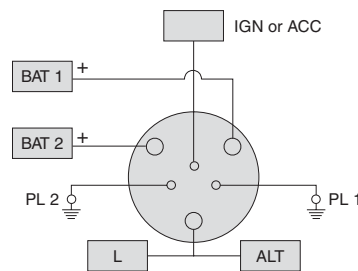 IGN or ACC
BAT 1 +
BAT 2 +
PL 2
PL 1
L
ALT